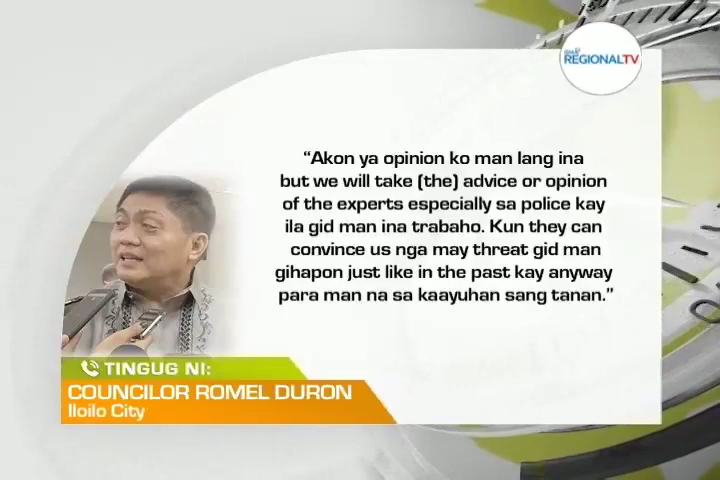 REGIONALTV
“Akon ya opinion ko man lang ina
but we will take (the) advice or opinion
of the experts especially sa police kay
ila gid man ina trabaho. Kun they can
convince us nga may threat gid man
gihapon just like in the past kay anyway
para man na sa kaayuhan sang tanan.”
TINGUG NI:
COUNCILOR ROMEL DURON
Iloilo City